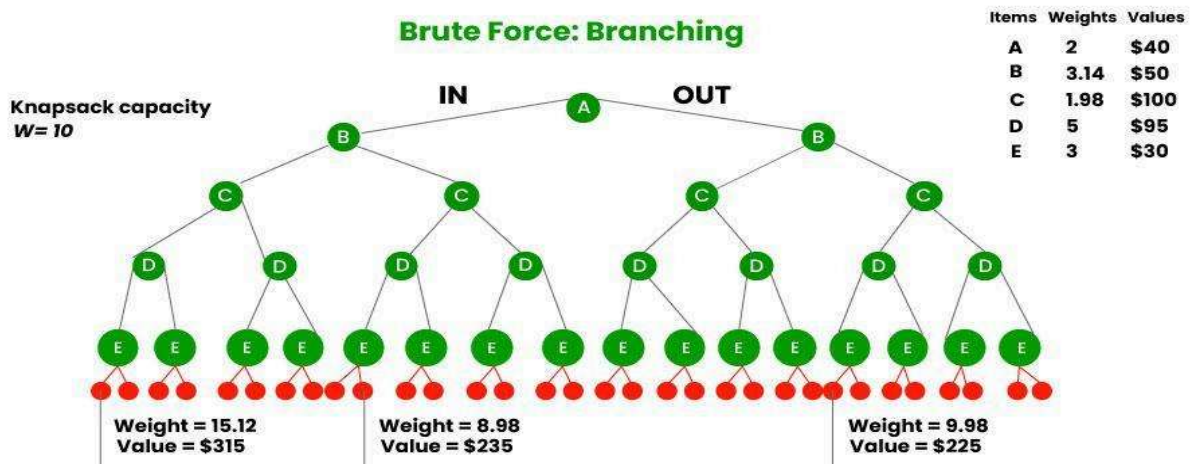 Brute Force: Branching
Items Weights Values
A 2 $40
B 3.14 $50
C 1.98 $100
D 5 $95
E 3 $30
Knapsack capacity
W= 10
IN OUT
A
B B
C C C C
D D D D D D D D
E E E E E E E E E E E E E E E E
Weight = 15.12
Value = $315
Weight = 8.98
Value = $235
Weight = 9.98
Value = $225